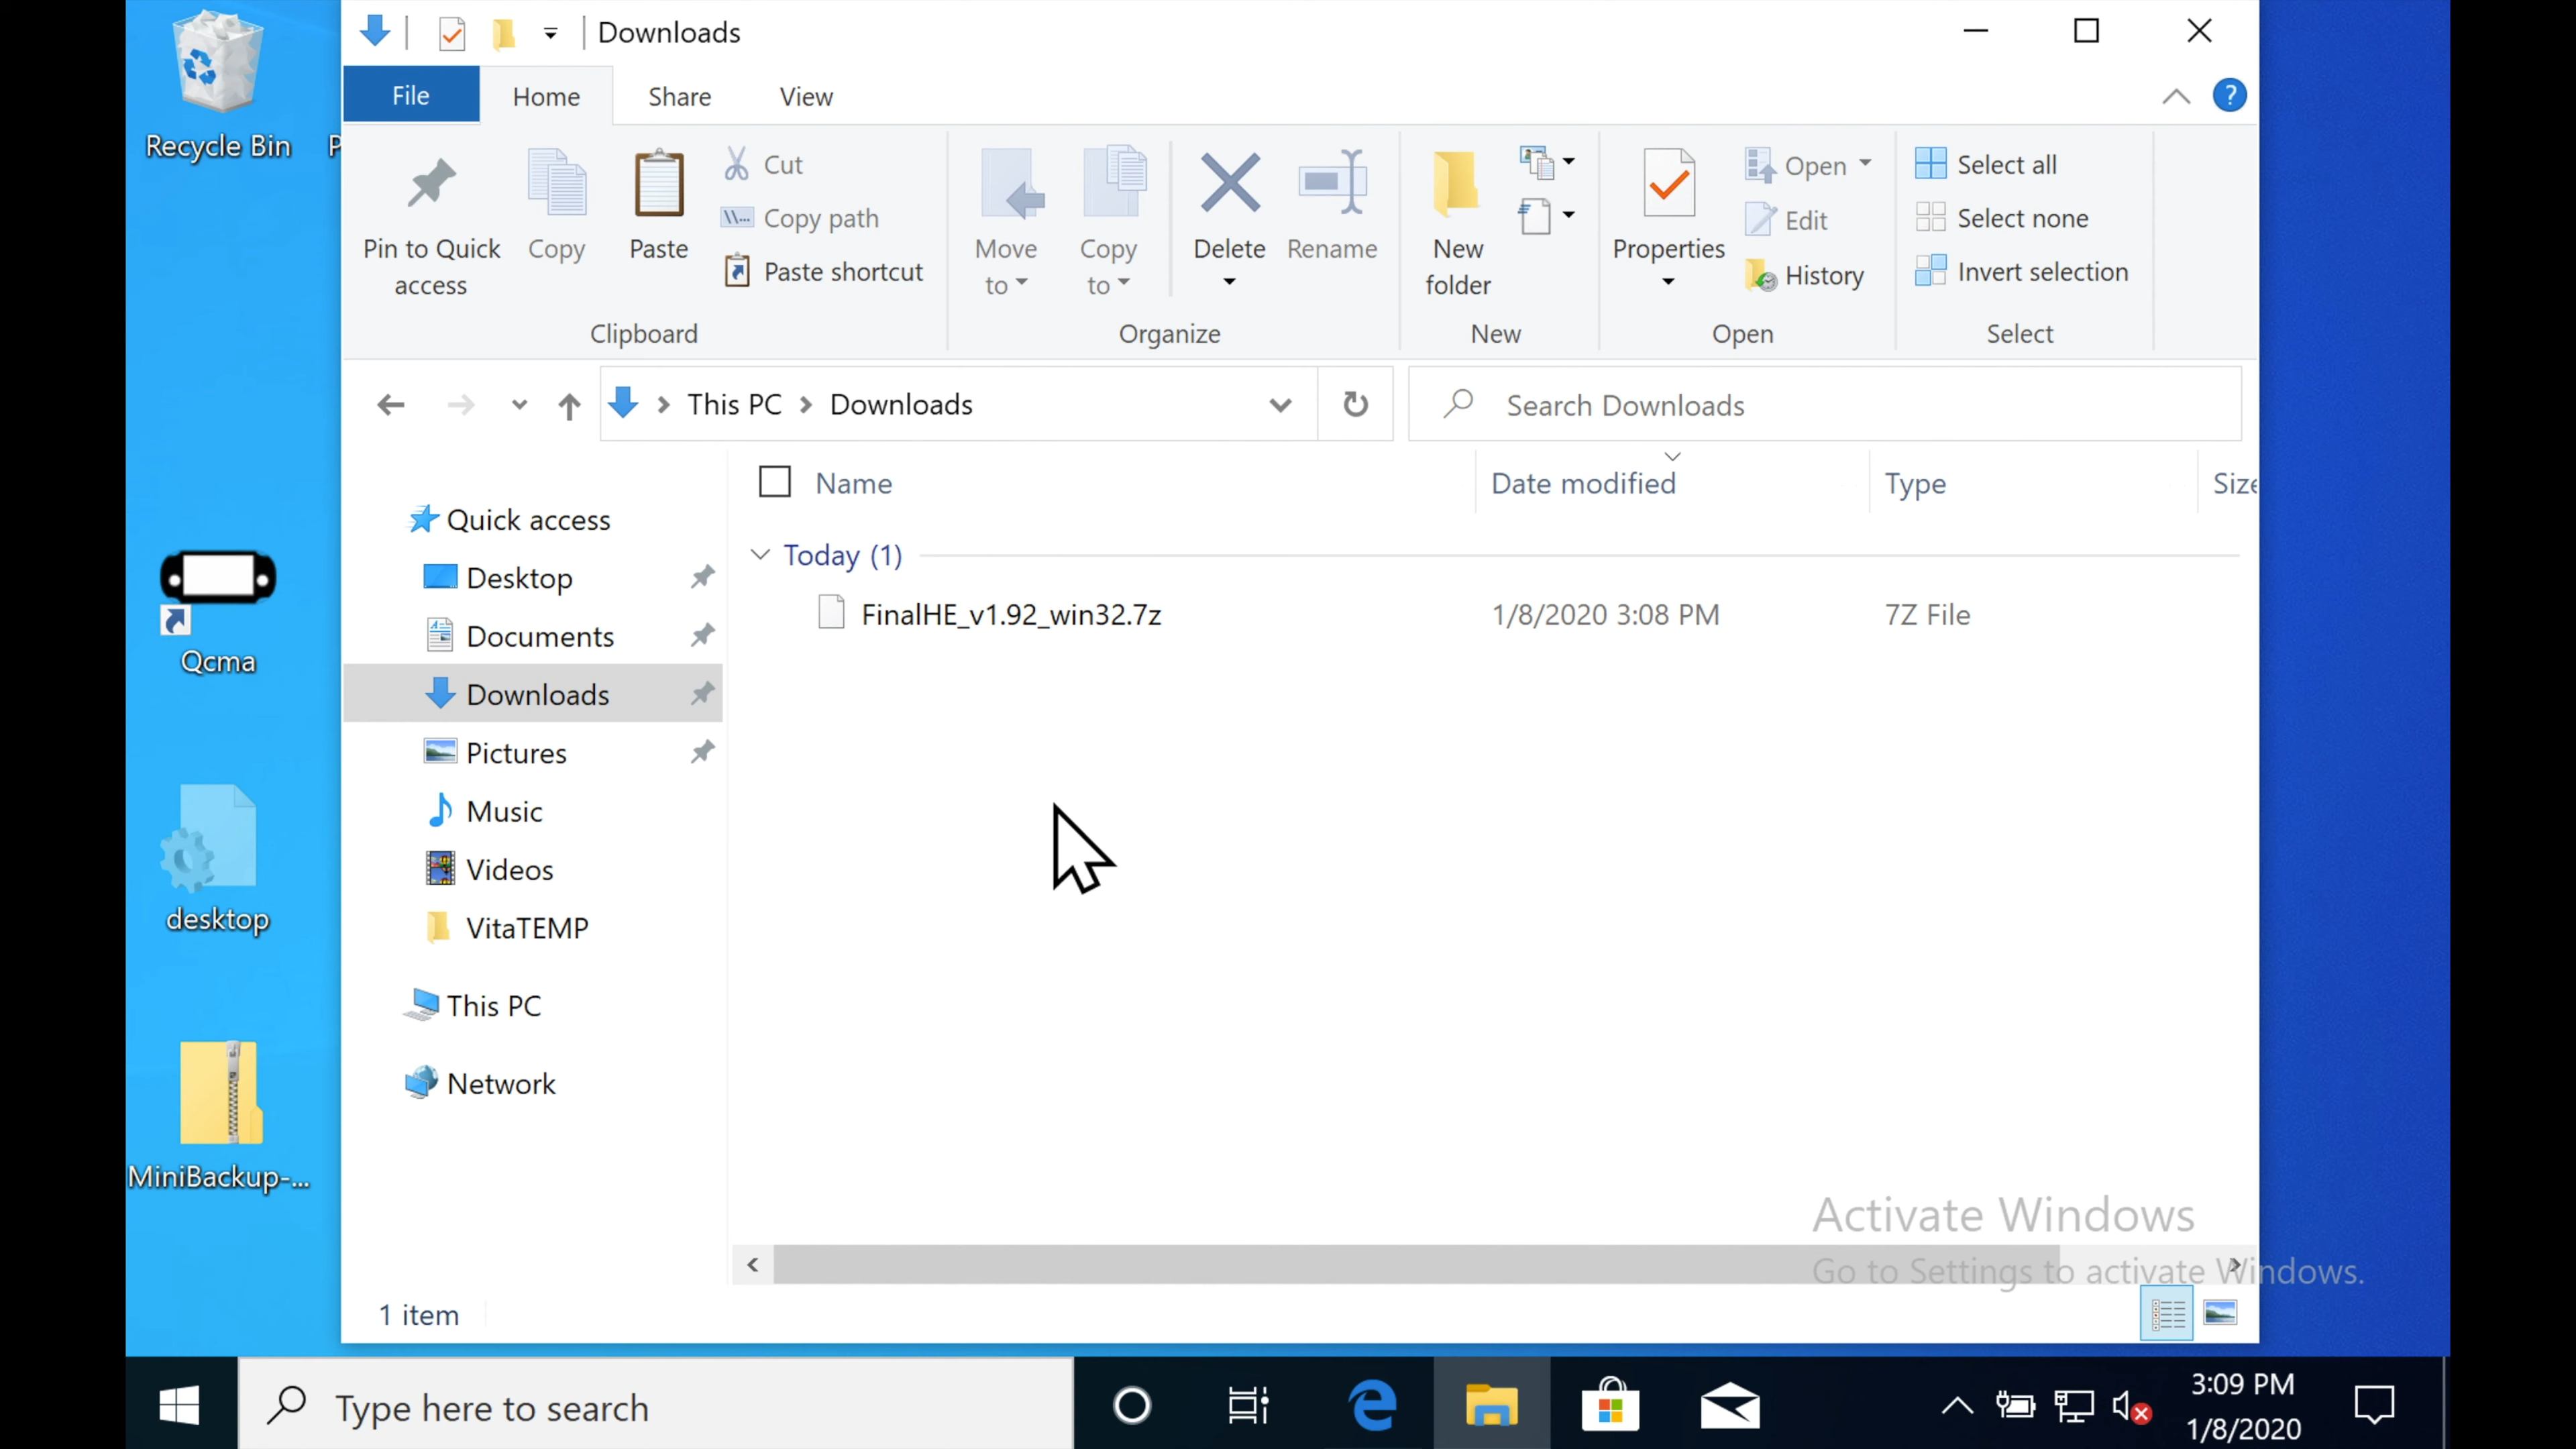 Downloads
File Home Share View
Recycle Bin P
Pin to Quick access
Copy
Paste
Cut
Copy path
Paste shortcut
Clipboard
Move to
Copy to
Delete
Rename
Organize
New folder
New
Properties
Open
Edit
History
Open
Select all
Select none
Invert selection
Select
This PC Downloads
Search Downloads
Name Date modified Type Size
Quick access
Desktop
Documents
Downloads
Pictures
Music
Videos
VitaTEMP
This PC
Network
Today (1)
FinalHE_v1.92_win32.7z 1/8/2020 3:08 PM 7Z File
Qcma
desktop
MiniBackup-...
Activate Windows
Go to Settings to activate Windows.
1 item
Type here to search
3:09 PM
1/8/2020